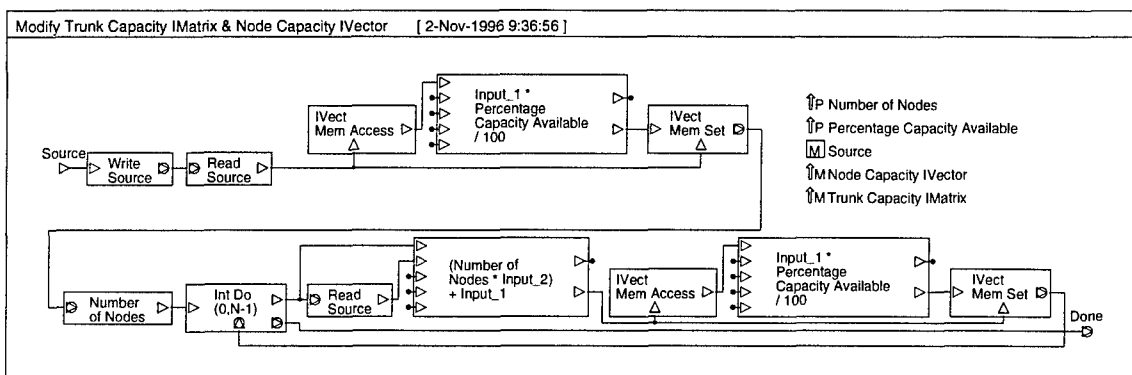 Modify Trunk Capacity IMatrix & Node Capacity IVector [ 2-Nov-1996 9:36:56 ]
Source
Write
Source
Read
Source
IVect
Mem Access
Input_1 *
Percentage
Capacity Available
/ 100
IVect
Mem Set
⇧P Number of Nodes
⇧P Percentage Capacity Available
M Source
⇧M Node Capacity IVector
⇧M Trunk Capacity IMatrix
Number
of Nodes
Int Do
(0,N-1)
Read
Source
(Number of
Nodes * Input_2)
+ Input_1
IVect
Mem Access
Input_1 *
Percentage
Capacity Available
/ 100
IVect
Mem Set
Done